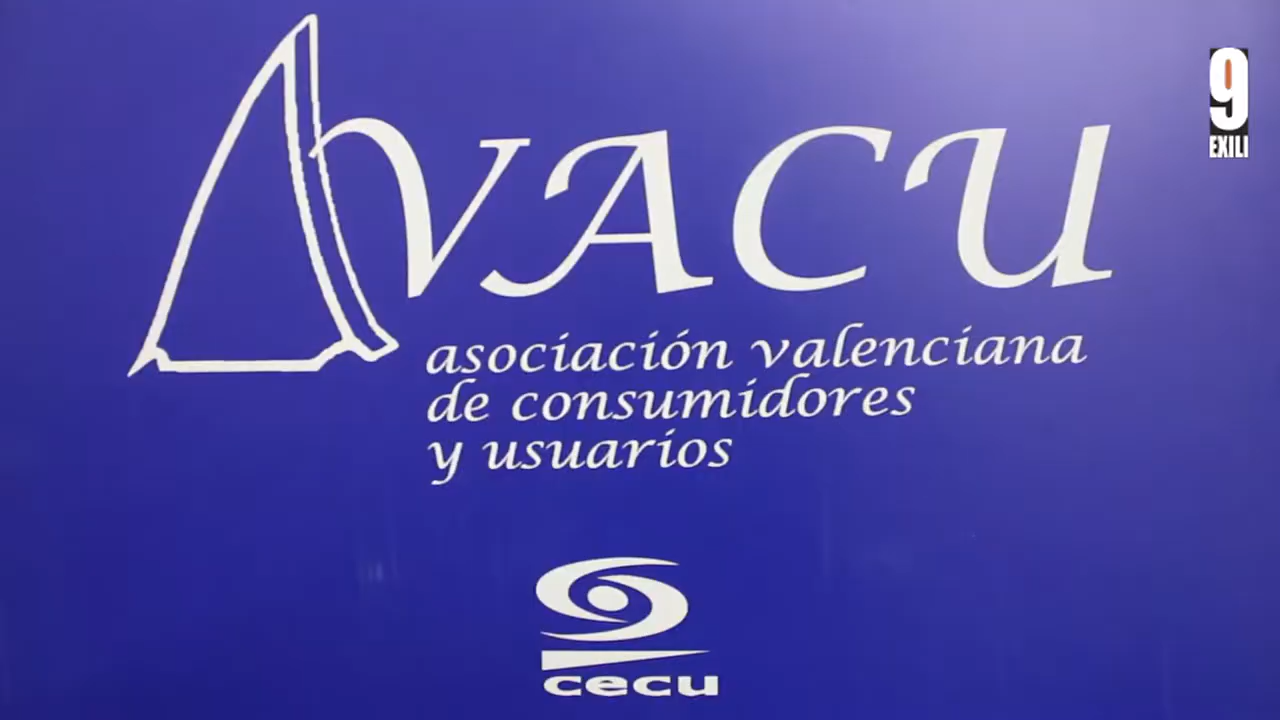 AVACU
9
EXILI
asociación valenciana
de consumidores
y usuarios
cecu